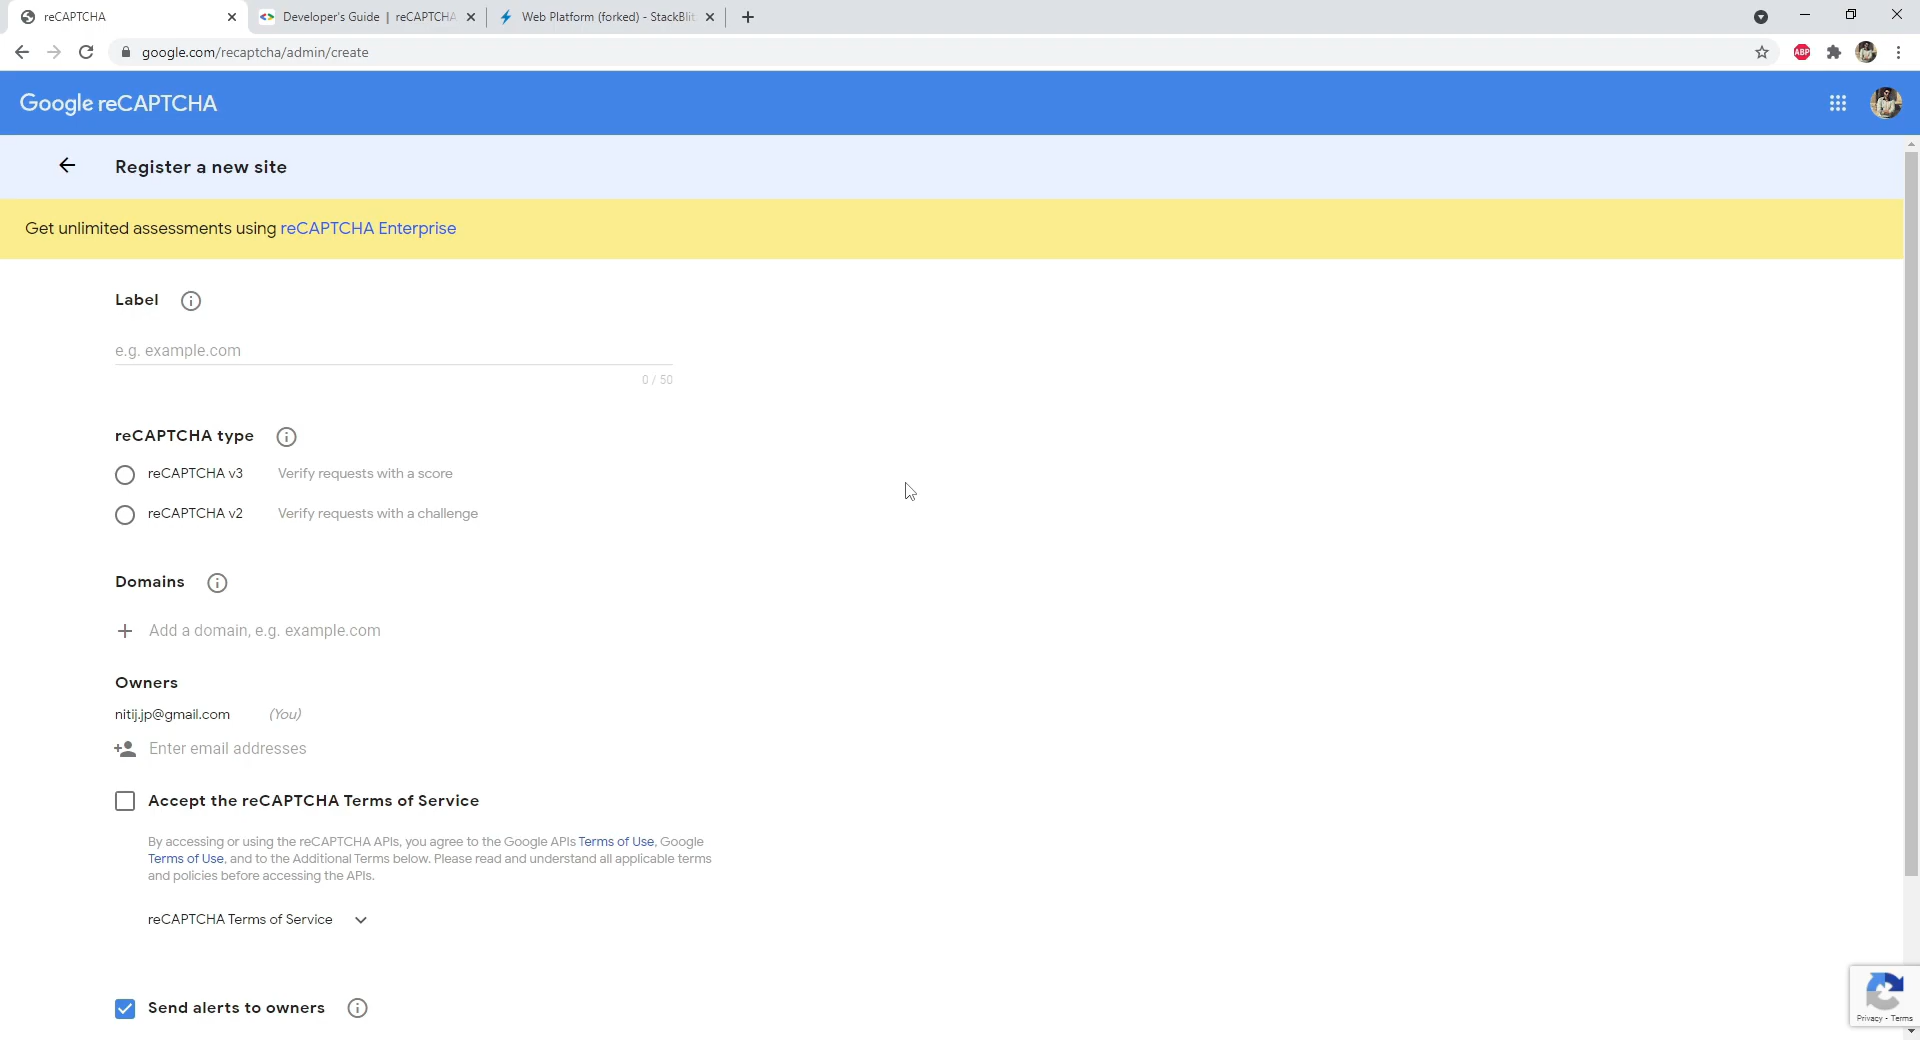 reCAPTCHA
Developer's Guide | reCAPTCHA
Web Platform (forked) - StackBlit
google.com/recaptcha/admin/create
ABP
Google reCAPTCHA
Register a new site
Get unlimited assessments using reCAPTCHA Enterprise
Label
e.g. example.com
0 / 50
reCAPTCHA type
reCAPTCHA v3 Verify requests with a score
reCAPTCHA v2 Verify requests with a challenge
Domains
Add a domain, e.g. example.com
Owners
nitij.jp@gmail.com (You)
Enter email addresses
Accept the reCAPTCHA Terms of Service
By accessing or using the reCAPTCHA APIs, you agree to the Google APIs Terms of Use, Google
Terms of Use, and to the Additional Terms below. Please read and understand all applicable terms
and policies before accessing the APIs.
reCAPTCHA Terms of Service
Send alerts to owners
Privacy - Terms